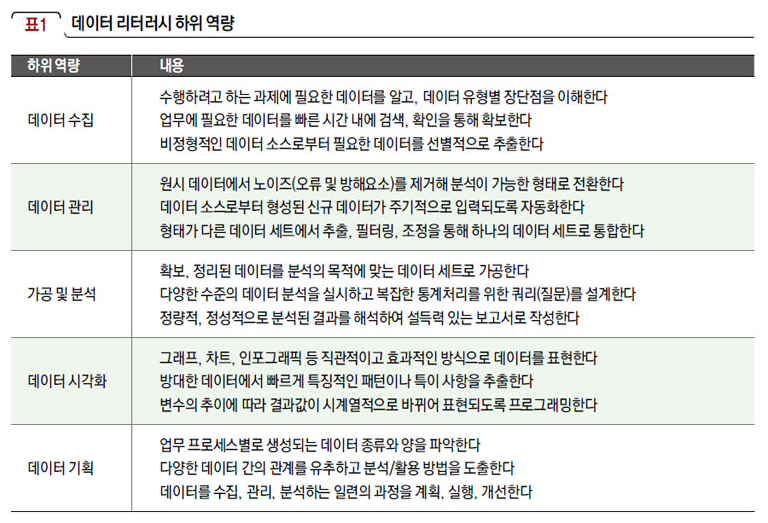 표1 데이터 리터러시 하위 역량
하위 역량 내용
데이터 수집
수행하려고 하는 과제에 필요한 데이터를 알고, 데이터 유형별 장단점을 이해한다
업무에 필요한 데이터를 빠른 시간 내에 검색, 확인을 통해 확보한다
비정형적인 데이터 소스로부터 필요한 데이터를 선별적으로 추출한다
데이터 관리
원시 데이터에서 노이즈(오류 및 방해요소)를 제거해 분석이 가능한 형태로 전환한다
데이터 소스로부터 형성된 신규 데이터가 주기적으로 입력되도록 자동화한다
형태가 다른 데이터 세트에서 추출, 필터링, 조정을 통해 하나의 데이터 세트로 통합한다
가공 및 분석
확보, 정리된 데이터를 분석의 목적에 맞는 데이터 세트로 가공한다
다양한 수준의 데이터 분석을 실시하고 복잡한 통계처리를 위한 쿼리(질문)를 설계한다
정량적, 정성적으로 분석된 결과를 해석하여 설득력 있는 보고서로 작성한다
데이터 시각화
그래프, 차트, 인포그래픽 등 직관적이고 효과적인 방식으로 데이터를 표현한다
방대한 데이터에서 빠르게 특징적인 패턴이나 특이 사항을 추출한다
변수의 추이에 따라 결과값이 시계열적으로 바뀌어 표현되도록 프로그래밍한다
데이터 기획
업무 프로세스별로 생성되는 데이터 종류와 양을 파악한다
다양한 데이터 간의 관계를 유추하고 분석/활용 방법을 도출한다
데이터를 수집, 관리, 분석하는 일련의 과정을 계획, 실행, 개선한다